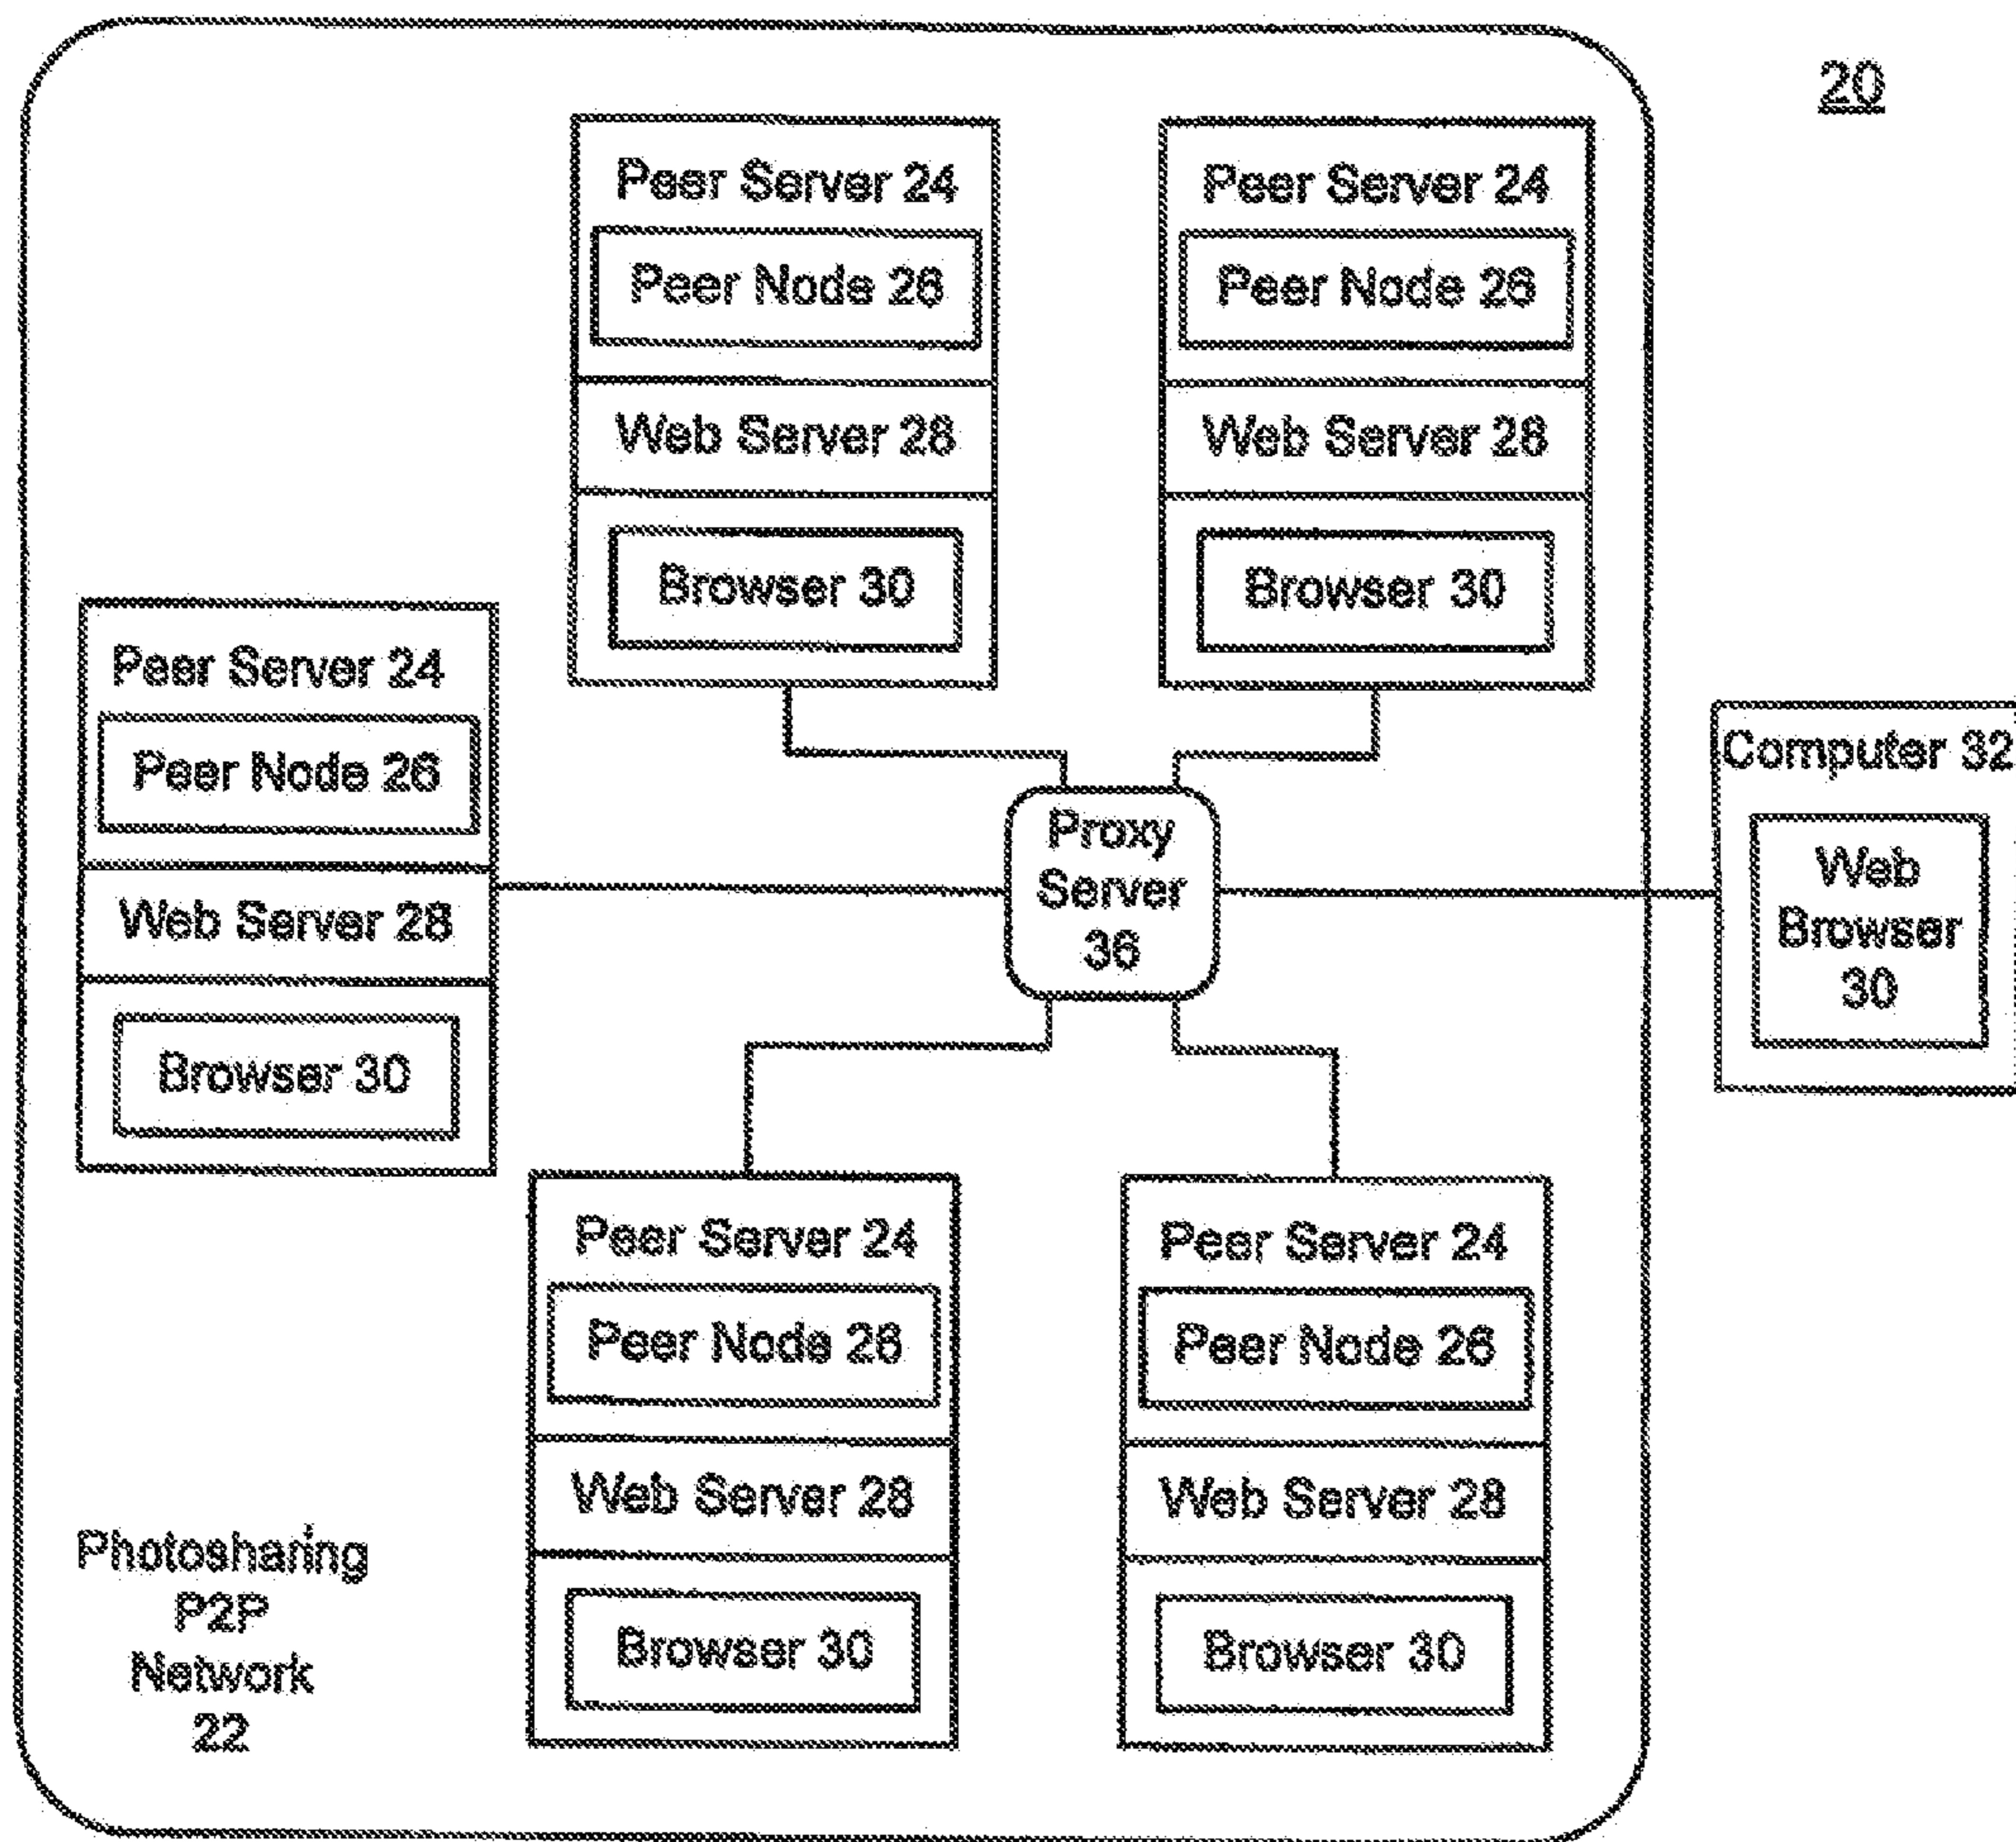 20
Peer Server 24
Peer Node 26
Web Server 28
Browser 30
Peer Server 24
Peer Node 26
Web Server 28
Browser 30
Peer Server 24
Peer Node 26
Web Server 28
Browser 30
Proxy
Server
36
Computer 32
Web
Browser
30
Peer Server 24
Peer Node 26
Web Server 28
Browser 30
Peer Server 24
Peer Node 26
Web Server 28
Browser 30
Photosharing
P2P
Network
22